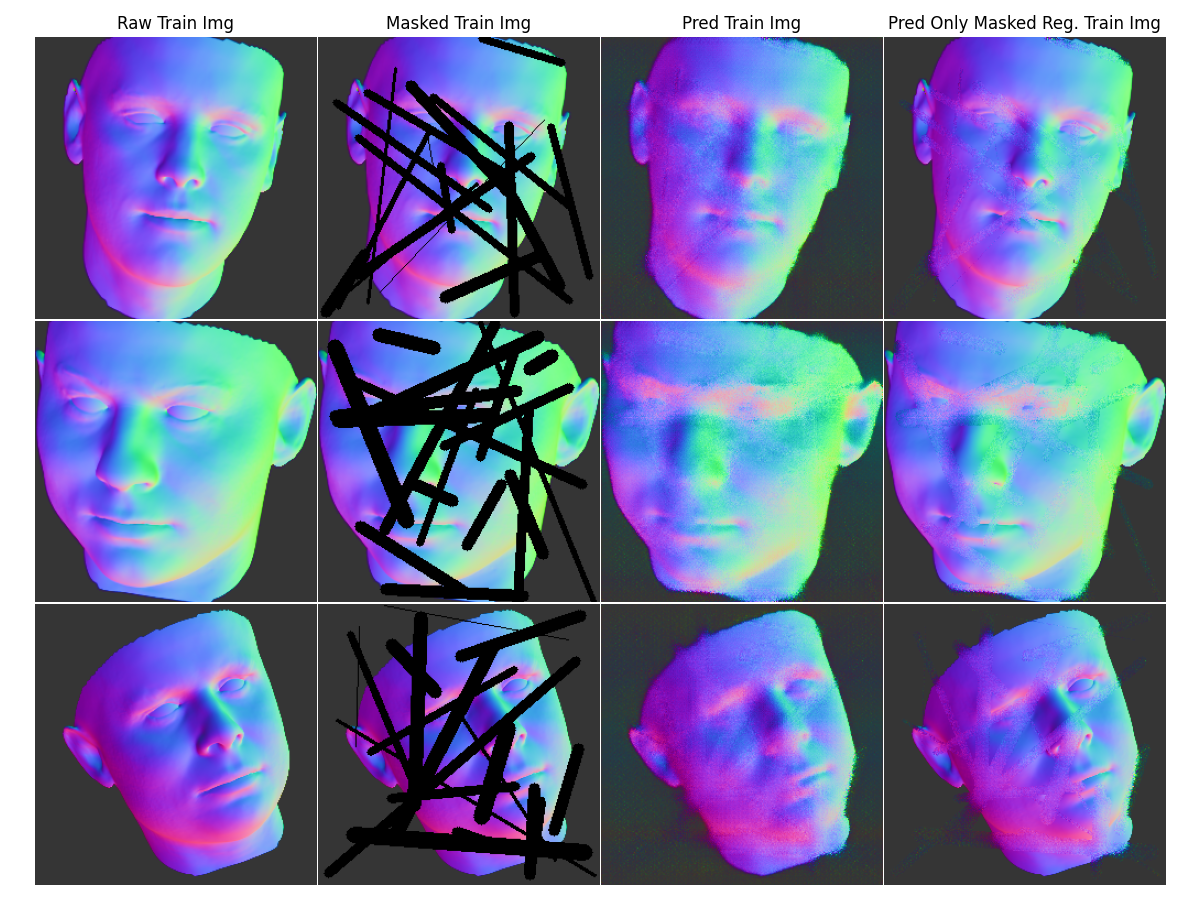 Raw Train Img
Masked Train Img
Pred Train Img
Pred Only Masked Reg. Train Img